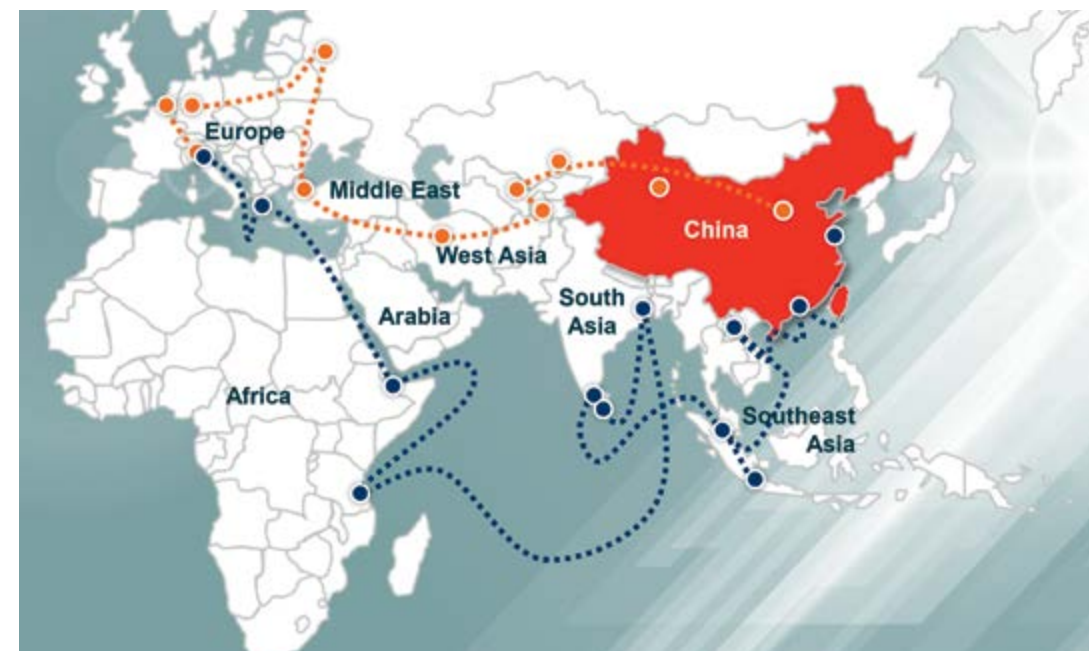 Europe
Middle East
China
West Asia
South
Asia
Arabia
Africa
Southeast
Asia